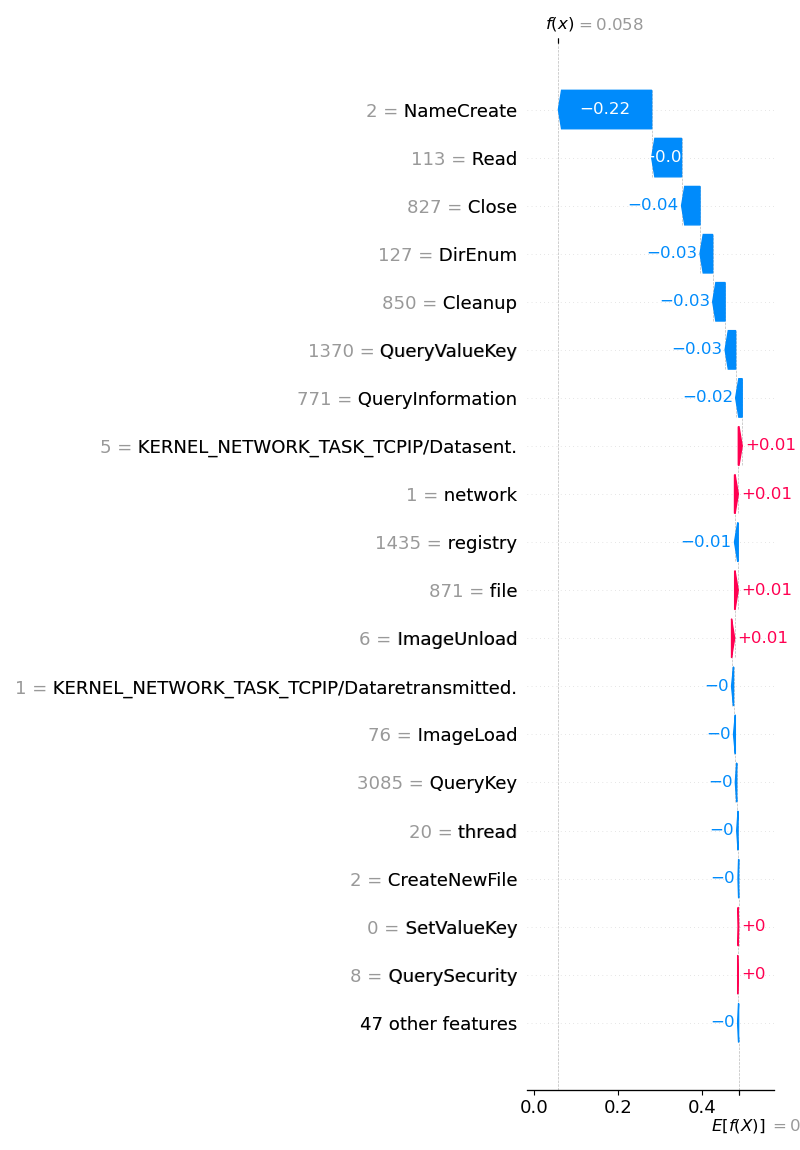 f(x) = 0.058
2 = NameCreate −0.22
113 = Read −0.0
827 = Close −0.04
127 = DirEnum −0.03
850 = Cleanup −0.03
1370 = QueryValueKey −0.03
771 = QueryInformation −0.02
5 = KERNEL_NETWORK_TASK_TCPIP/Datasent. +0.01
1 = network +0.01
1435 = registry −0.01
871 = file +0.01
6 = ImageUnload +0.01
1 = KERNEL_NETWORK_TASK_TCPIP/Dataretransmitted. −0
76 = ImageLoad −0
3085 = QueryKey −0
20 = thread −0
2 = CreateNewFile −0
0 = SetValueKey +0
8 = QuerySecurity +0
47 other features −0
0.0 0.2 0.4
E[f(X)] = 0